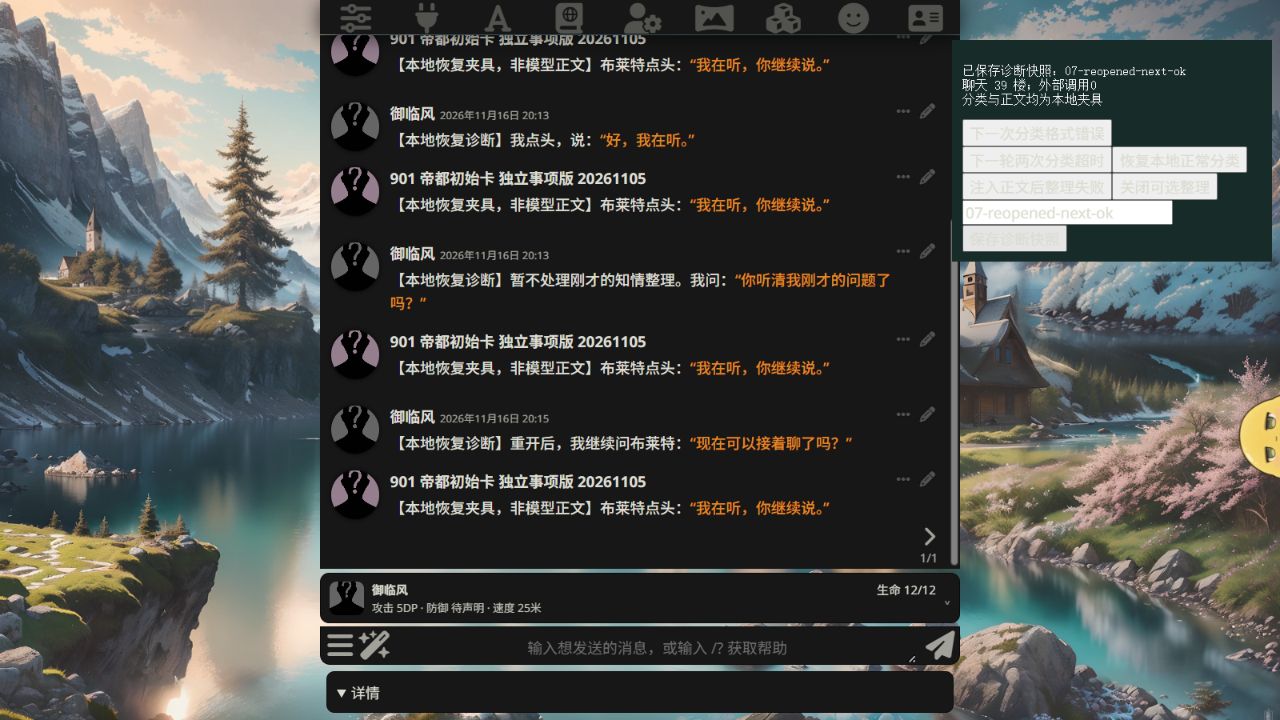 901 帝都初始卡 独立事项版 20261105
【本地恢复夹具，非模型正文】布莱特点头：“我在听，你继续说。”
御临风 2026年11月16日 20:13
【本地恢复诊断】我点头，说：“好，我在听。”
901 帝都初始卡 独立事项版 20261105
【本地恢复夹具，非模型正文】布莱特点头：“我在听，你继续说。”
御临风 2026年11月16日 20:13
【本地恢复诊断】暂不处理刚才的知情整理。我问：“你听清我刚才的问题了
吗？”
901 帝都初始卡 独立事项版 20261105
【本地恢复夹具，非模型正文】布莱特点头：“我在听，你继续说。”
御临风 2026年11月16日 20:15
【本地恢复诊断】重开后，我继续问布莱特：“现在可以接着聊了吗？”
901 帝都初始卡 独立事项版 20261105
【本地恢复夹具，非模型正文】布莱特点头：“我在听，你继续说。”
1/1
御临风 生命 12/12
攻击 5DP · 防御 待声明 · 速度 25米
输入想发送的消息，或输入 /? 获取帮助
▼ 详情
已保存诊断快照：07-reopened-next-ok
聊天 39 楼；外部调用0
分类与正文均为本地夹具
下一次分类格式错误
下一轮两次分类超时 恢复本地正常分类
注入正文后整理失败 关闭可选整理
07-reopened-next-ok
保存诊断快照